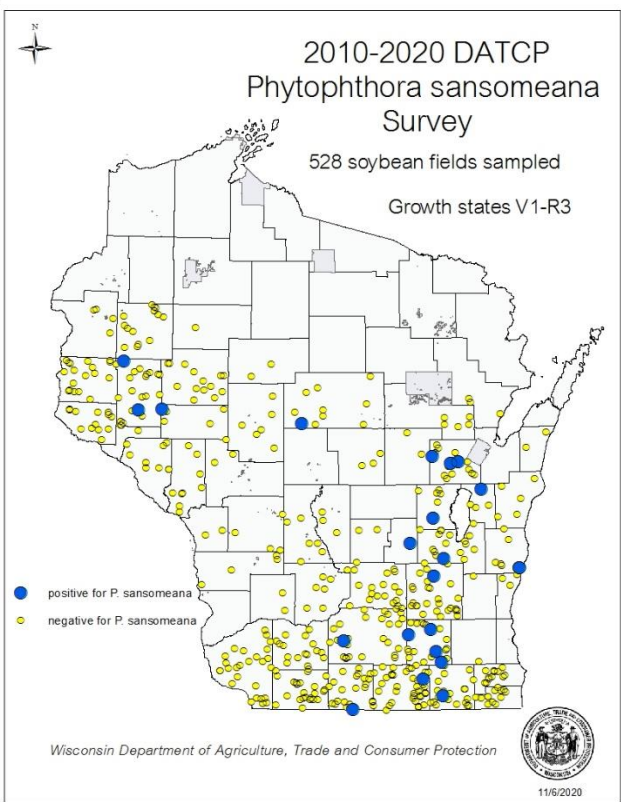 N
2010-2020 DATCP
Phytophthora sansomeana
Survey
528 soybean fields sampled
Growth states V1-R3
positive for P. sansomeana
negative for P. sansomeana
Wisconsin Department of Agriculture, Trade and Consumer Protection
11/6/2020